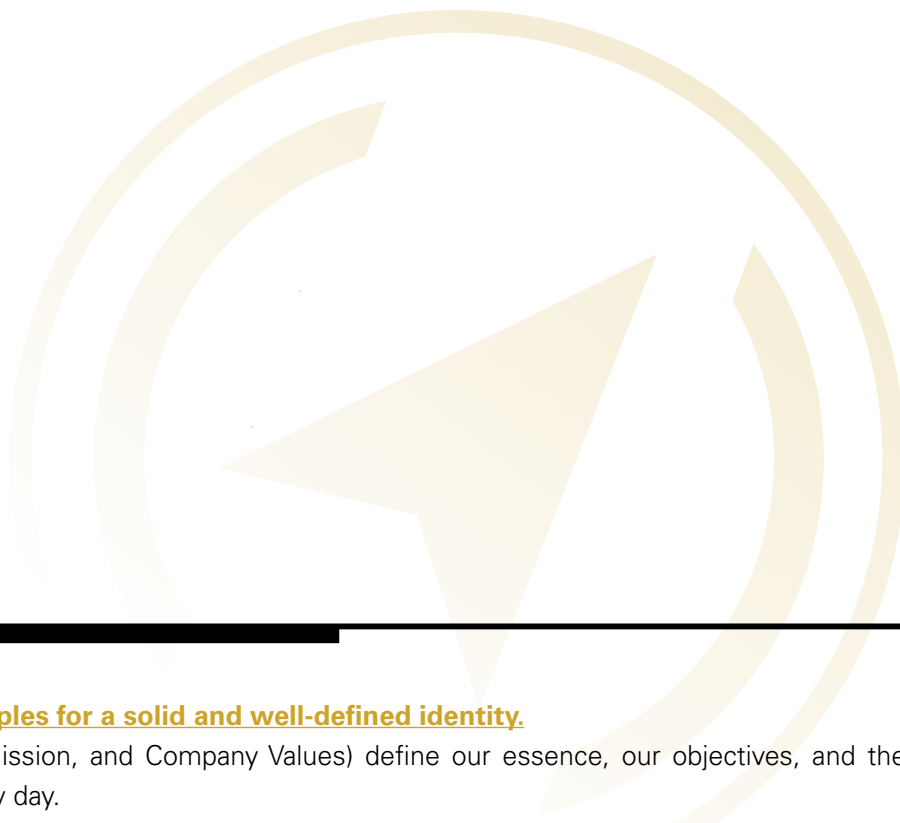 ples for a solid and well-defined identity.
ission, and Company Values) define our essence, our objectives, and the
y day.